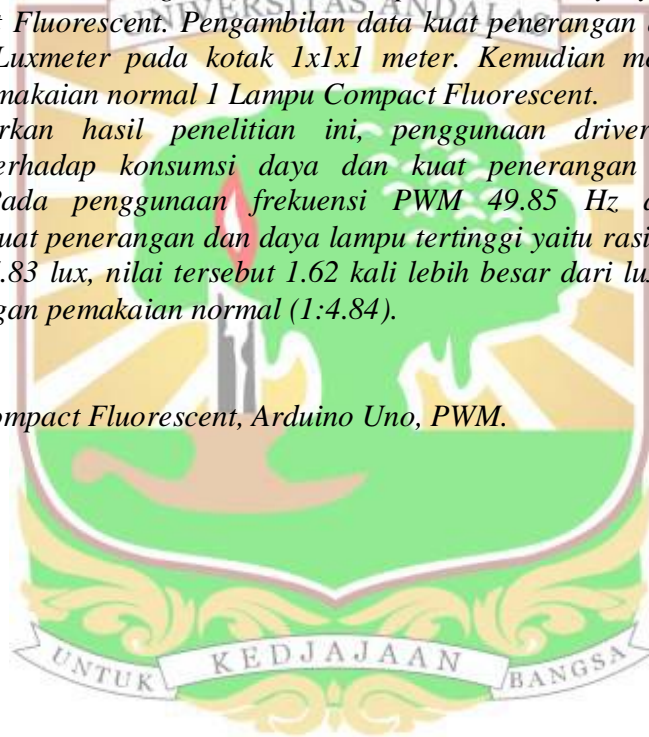 UNIVERSITAS ANDALAS
t Fluorescent. Pengambilan data kuat penerangan
Luxmeter pada kotak 1x1x1 meter. Kemudian me
makaian normal 1 Lampu Compact Fluorescent.
rkan hasil penelitian ini, penggunaan driver
erhadap konsumsi daya dan kuat penerangan
Pada penggunaan frekuensi PWM 49.85 Hz
uat penerangan dan daya lampu tertinggi yaitu rasi
.83 lux, nilai tersebut 1.62 kali lebih besar dari lu
gan pemakaian normal (1:4.84).
ompact Fluorescent, Arduino Uno, PWM.
UNTUK KEDJAJAAN BANGSA